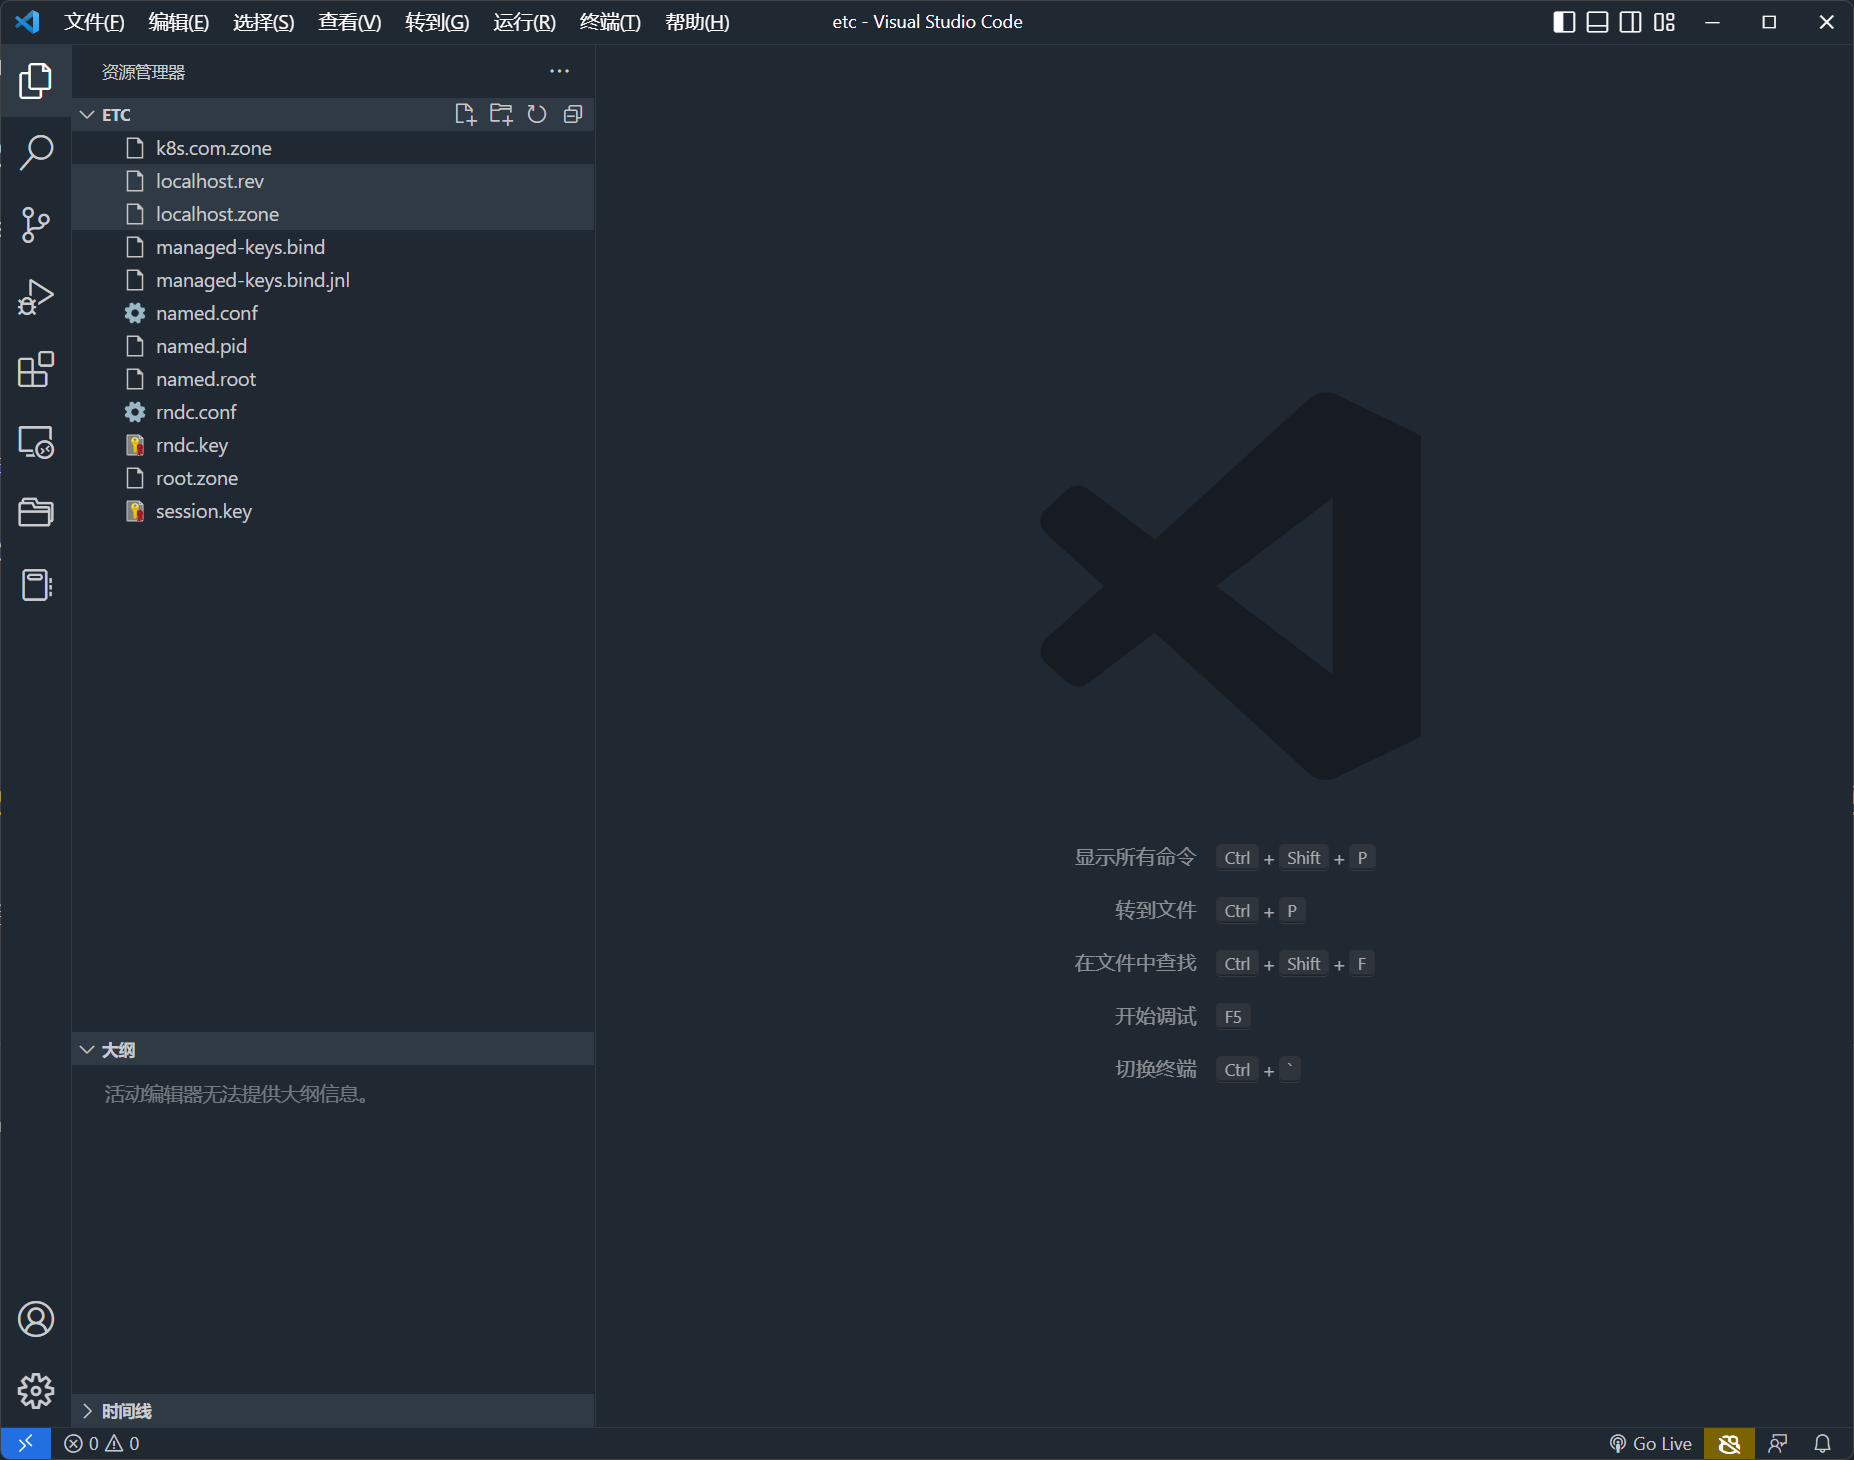 文件(F) 编辑(E) 选择(S) 查看(V) 转到(G) 运行(R) 终端(T) 帮助(H) etc - Visual Studio Code
资源管理器
ETC
k8s.com.zone
localhost.rev
localhost.zone
managed-keys.bind
managed-keys.bind.jnl
named.conf
named.pid
named.root
rndc.conf
rndc.key
root.zone
session.key
显示所有命令 Ctrl + Shift + P
转到文件 Ctrl + P
在文件中查找 Ctrl + Shift + F
开始调试 F5
切换终端 Ctrl + `
大纲
活动编辑器无法提供大纲信息。
时间线
0 0 Go Live